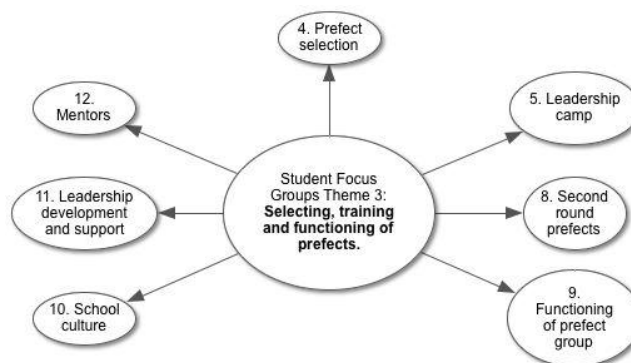 4. Prefect
selection
12.
Mentors
5. Leadership
camp
Student Focus
Groups Theme 3:
Selecting, training
and functioning of
prefects.
11. Leadership
development
and support
8. Second
round
prefects
10. School
culture
9.
Functioning
of prefect
group